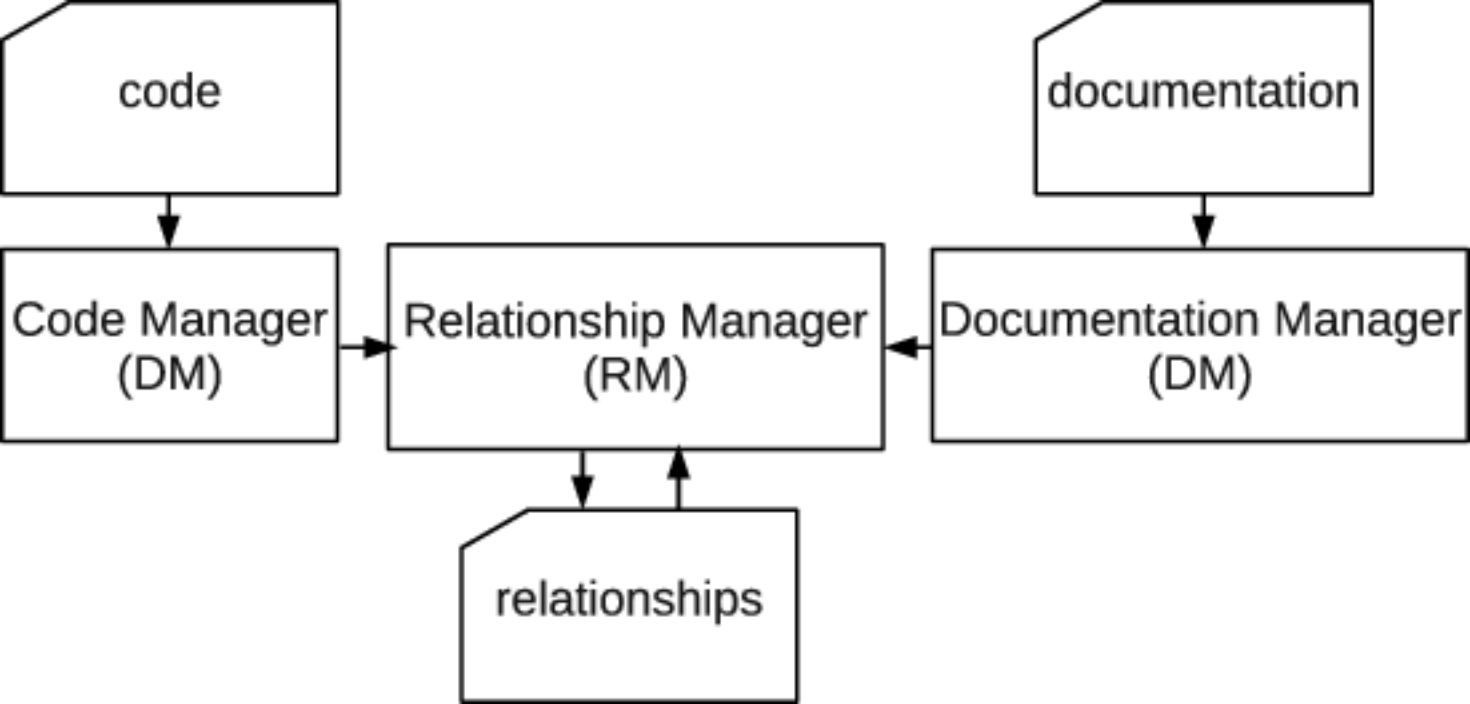 code
documentation
Code Manager
(DM)
Relationship Manager
(RM)
Documentation Manager
(DM)
relationships